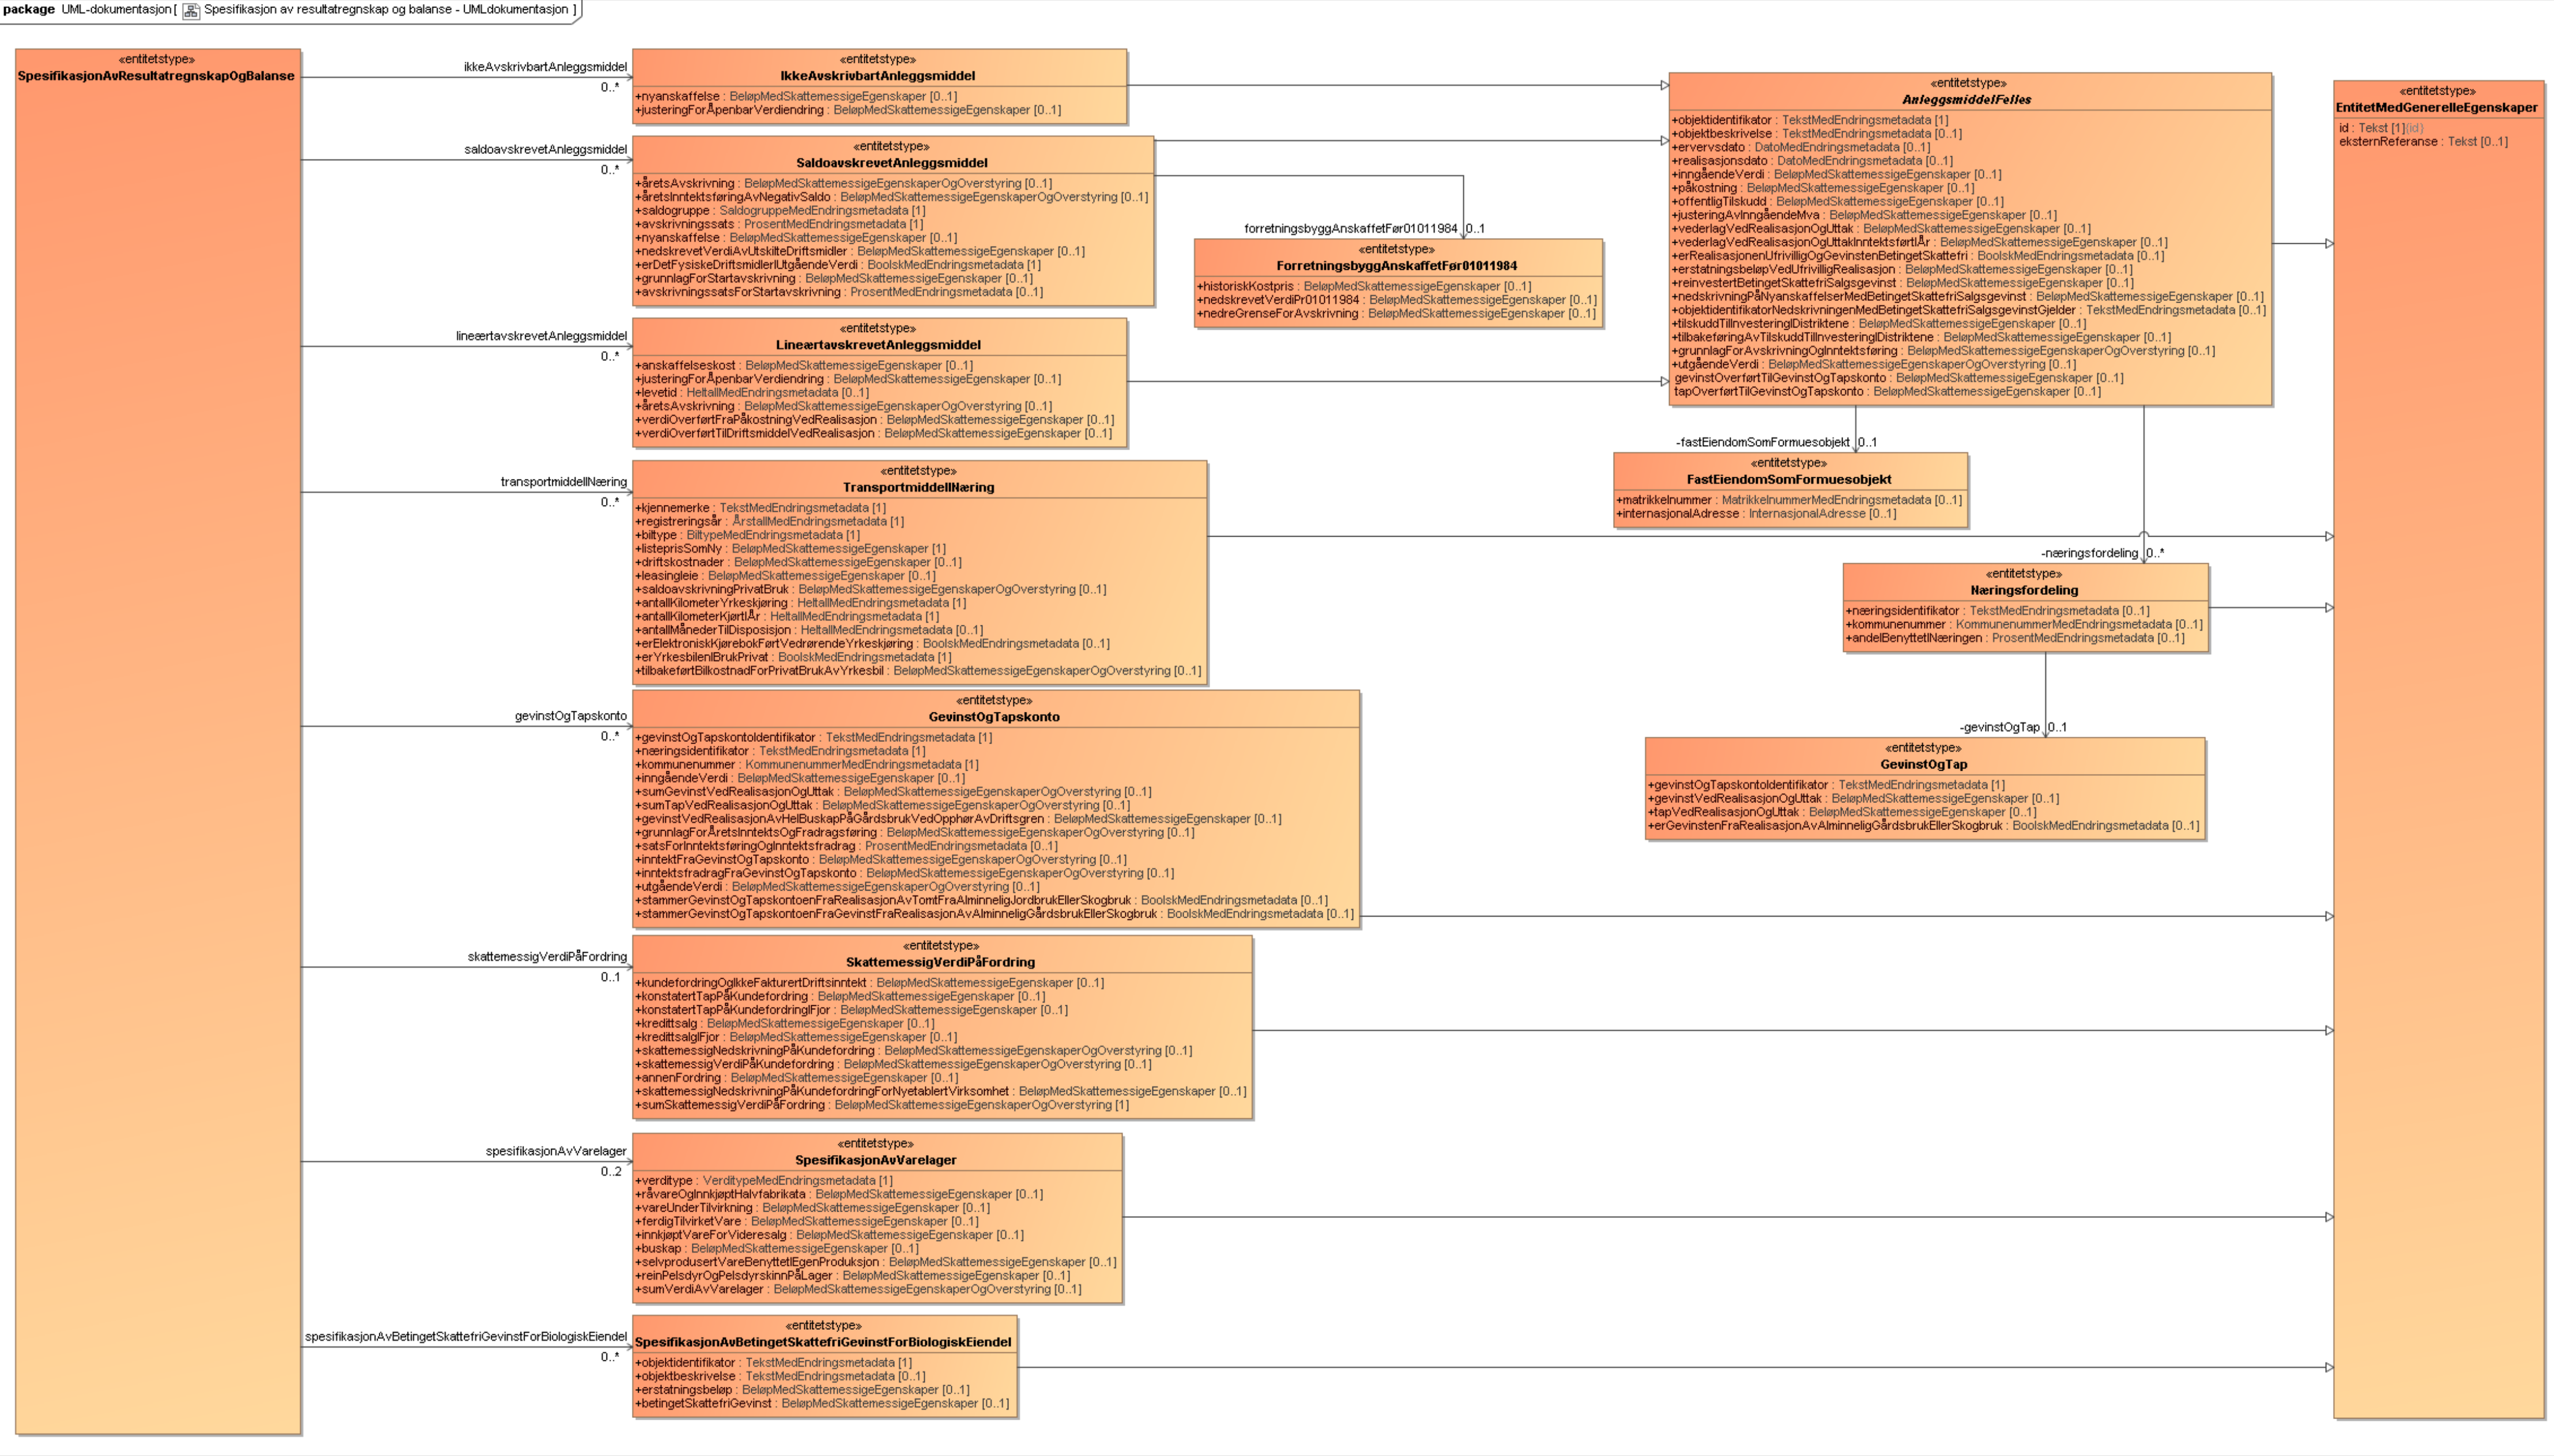 package UML-dokumentasjon[ Spesifikasjon av resultatregnskap og balanse - UMLdokumentasjon ]
«entitetstype»
SpesifikasjonAvResultatregnskapOgBalanse
ikkeAvskrivbartAnleggsmiddel
0..*
«entitetstype»
IkkeAvskrivbartAnleggsmiddel
+nyanskaffelse : BeløpMedSkattemessigeEgenskaper [0..1]
+justeringForÅpenbarVerdiendring : BeløpMedSkattemessigeEgenskaper [0..1]
saldoavskrevetAnleggsmiddel
0..*
«entitetstype»
SaldoavskrevetAnleggsmiddel
+åretsAvskrivning : BeløpMedSkattemessigeEgenskaperOgOverstyring [0..1]
+åretsInntektsføringAvNegativSaldo : BeløpMedSkattemessigeEgenskaperOgOverstyring [0..1]
+saldogruppe : SaldogruppeMedEndringsmetadata [1]
+avskrivningssats : ProsentMedEndringsmetadata [1]
+nyanskaffelse : BeløpMedSkattemessigeEgenskaper [0..1]
+nedskrevetVerdiAvUtskilteDriftsmidler : BeløpMedSkattemessigeEgenskaper [0..1]
+erDetFysiskeDriftsmidlerIUtgåendeVerdi : BoolskMedEndringsmetadata [1]
+grunnlagForStartavskrivning : BeløpMedSkattemessigeEgenskaper [0..1]
+avskrivningssatsForStartavskrivning : ProsentMedEndringsmetadata [0..1]
forretningsbyggAnskaffetFør01011984 0..1
«entitetstype»
ForretningsbyggAnskaffetFør01011984
+historiskKostpris : BeløpMedSkattemessigeEgenskaper [0..1]
+nedskrevetVerdiPr01011984 : BeløpMedSkattemessigeEgenskaper [0..1]
+nedreGrenseForAvskrivning : BeløpMedSkattemessigeEgenskaper [0..1]
lineærtavskrevetAnleggsmiddel
0..*
«entitetstype»
LineærtavskrevetAnleggsmiddel
+anskaffelseskost : BeløpMedSkattemessigeEgenskaper [0..1]
+justeringForÅpenbarVerdiendring : BeløpMedSkattemessigeEgenskaper [0..1]
+levetid : HeltallMedEndringsmetadata [0..1]
+åretsAvskrivning : BeløpMedSkattemessigeEgenskaperOgOverstyring [0..1]
+verdiOverførtFraPåkostningVedRealisasjon : BeløpMedSkattemessigeEgenskaper [0..1]
+verdiOverførtTilDriftsmiddelVedRealisasjon : BeløpMedSkattemessigeEgenskaper [0..1]
«entitetstype»
AnleggsmiddelFelles
+objektidentifikator : TekstMedEndringsmetadata [1]
+objektbeskrivelse : TekstMedEndringsmetadata [0..1]
+ervervsdato : DatoMedEndringsmetadata [0..1]
+realisasjonsdato : DatoMedEndringsmetadata [0..1]
+inngåendeVerdi : BeløpMedSkattemessigeEgenskaper [0..1]
+påkostning : BeløpMedSkattemessigeEgenskaper [0..1]
+offentligTilskudd : BeløpMedSkattemessigeEgenskaper [0..1]
+justeringAvInngåendeMva : BeløpMedSkattemessigeEgenskaper [0..1]
+vederlagVedRealisasjonOgUttak : BeløpMedSkattemessigeEgenskaper [0..1]
+vederlagVedRealisasjonOgUttakInntektsførtIÅr : BeløpMedSkattemessigeEgenskaper [0..1]
+erRealisasjonenUfrivilligOgGevinstenBetingetSkattefri : BoolskMedEndringsmetadata [0..1]
+erstatningsbeløpVedUfrivilligRealisasjon : BeløpMedSkattemessigeEgenskaper [0..1]
+reinvestertBetingetSkattefriSalgsgevinst : BeløpMedSkattemessigeEgenskaper [0..1]
+nedskrivningPåNyanskaffelserMedBetingetSkattefriSalgsgevinst : BeløpMedSkattemessigeEgenskaper [0..1]
+objektidentifikatorNedskrivningenMedBetingetSkattefriSalgsgevinstGjelder : TekstMedEndringsmetadata [0..1]
+tilskuddTilInvesteringIDistriktene : BeløpMedSkattemessigeEgenskaper [0..1]
+tilbakeføringAvTilskuddTilInvesteringIDistriktene : BeløpMedSkattemessigeEgenskaper [0..1]
+grunnlagForAvskrivningOgInntektsføring : BeløpMedSkattemessigeEgenskaperOgOverstyring [0..1]
+utgåendeVerdi : BeløpMedSkattemessigeEgenskaperOgOverstyring [0..1]
gevinstOverførtTilGevinstOgTapskonto : BeløpMedSkattemessigeEgenskaper [0..1]
tapOverførtTilGevinstOgTapskonto : BeløpMedSkattemessigeEgenskaper [0..1]
«entitetstype»
EntitetMedGenerelleEgenskaper
id : Tekst [1]{id}
eksternReferanse : Tekst [0..1]
-fastEiendomSomFormuesobjekt 0..1
«entitetstype»
FastEiendomSomFormuesobjekt
+matrikkelnummer : MatrikkelnummerMedEndringsmetadata [0..1]
+internasjonalAdresse : InternasjonalAdresse [0..1]
-næringsfordeling 0..*
«entitetstype»
Næringsfordeling
+næringsidentifikator : TekstMedEndringsmetadata [0..1]
+kommunenummer : KommunenummerMedEndringsmetadata [0..1]
+andelBenyttetINæringen : ProsentMedEndringsmetadata [0..1]
-gevinstOgTap 0..1
«entitetstype»
GevinstOgTap
+gevinstOgTapskontoIdentifikator : TekstMedEndringsmetadata [1]
+gevinstVedRealisasjonOgUttak : BeløpMedSkattemessigeEgenskaper [0..1]
+tapVedRealisasjonOgUttak : BeløpMedSkattemessigeEgenskaper [0..1]
+erGevinstenFraRealisasjonAvAlminneligGårdsbrukEllerSkogbruk : BoolskMedEndringsmetadata [0..1]
transportmiddelINæring
0..*
«entitetstype»
TransportmiddelINæring
+kjennemerke : TekstMedEndringsmetadata [1]
+registreringsår : ÅrstallMedEndringsmetadata [1]
+biltype : BiltypeMedEndringsmetadata [1]
+listeprisSomNy : BeløpMedSkattemessigeEgenskaper [1]
+driftskostnader : BeløpMedSkattemessigeEgenskaper [0..1]
+leasingleie : BeløpMedSkattemessigeEgenskaper [0..1]
+saldoavskrivningPrivatBruk : BeløpMedSkattemessigeEgenskaperOgOverstyring [0..1]
+antallKilometerYrkeskjøring : HeltallMedEndringsmetadata [1]
+antallKilometerKjørtIÅr : HeltallMedEndringsmetadata [1]
+antallMånederTilDisposisjon : HeltallMedEndringsmetadata [0..1]
+erElektroniskKjørebokFørtVedrørendeYrkeskjøring : BoolskMedEndringsmetadata [0..1]
+erYrkesbilenIBrukPrivat : BoolskMedEndringsmetadata [1]
+tilbakeførtBilkostnadForPrivatBrukAvYrkesbil : BeløpMedSkattemessigeEgenskaperOgOverstyring [0..1]
gevinstOgTapskonto
0..*
«entitetstype»
GevinstOgTapskonto
+gevinstOgTapskontoIdentifikator : TekstMedEndringsmetadata [1]
+næringsidentifikator : TekstMedEndringsmetadata [1]
+kommunenummer : KommunenummerMedEndringsmetadata [1]
+inngåendeVerdi : BeløpMedSkattemessigeEgenskaper [0..1]
+sumGevinstVedRealisasjonOgUttak : BeløpMedSkattemessigeEgenskaperOgOverstyring [0..1]
+sumTapVedRealisasjonOgUttak : BeløpMedSkattemessigeEgenskaperOgOverstyring [0..1]
+gevinstVedRealisasjonAvHelBuskapPåGårdsbrukVedOpphørAvDriftsgren : BeløpMedSkattemessigeEgenskaper [0..1]
+grunnlagForÅretsInntektsOgFradragsføring : BeløpMedSkattemessigeEgenskaperOgOverstyring [0..1]
+satsForInntektsføringOgInntektsfradrag : ProsentMedEndringsmetadata [0..1]
+inntektFraGevinstOgTapskonto : BeløpMedSkattemessigeEgenskaperOgOverstyring [0..1]
+inntektsfradragFraGevinstOgTapskonto : BeløpMedSkattemessigeEgenskaperOgOverstyring [0..1]
+utgåendeVerdi : BeløpMedSkattemessigeEgenskaperOgOverstyring [0..1]
+stammerGevinstOgTapskontoenFraRealisasjonAvTomtFraAlminneligJordbrukEllerSkogbruk : BoolskMedEndringsmetadata [0..1]
+stammerGevinstOgTapskontoenFraGevinstFraRealisasjonAvAlminneligGårdsbrukEllerSkogbruk : BoolskMedEndringsmetadata [0..1]
skattemessigVerdiPåFordring
0..1
«entitetstype»
SkattemessigVerdiPåFordring
+kundefordringOgIkkeFakturertDriftsinntekt : BeløpMedSkattemessigeEgenskaper [0..1]
+konstatertTapPåKundefordring : BeløpMedSkattemessigeEgenskaper [0..1]
+konstatertTapPåKundefordringIFjor : BeløpMedSkattemessigeEgenskaper [0..1]
+kredittsalg : BeløpMedSkattemessigeEgenskaper [0..1]
+kredittsalgIFjor : BeløpMedSkattemessigeEgenskaper [0..1]
+skattemessigNedskrivningPåKundefordring : BeløpMedSkattemessigeEgenskaperOgOverstyring [0..1]
+skattemessigVerdiPåKundefordring : BeløpMedSkattemessigeEgenskaperOgOverstyring [0..1]
+annenFordring : BeløpMedSkattemessigeEgenskaper [0..1]
+skattemessigNedskrivningPåKundefordringForNyetablertVirksomhet : BeløpMedSkattemessigeEgenskaper [0..1]
+sumSkattemessigVerdiPåFordring : BeløpMedSkattemessigeEgenskaperOgOverstyring [1]
spesifikasjonAvVarelager
0..2
«entitetstype»
SpesifikasjonAvVarelager
+verditype : VerditypeMedEndringsmetadata [1]
+råvareOgInnkjøptHalvfabrikata : BeløpMedSkattemessigeEgenskaper [0..1]
+vareUnderTilvirkning : BeløpMedSkattemessigeEgenskaper [0..1]
+ferdigTilvirketVare : BeløpMedSkattemessigeEgenskaper [0..1]
+innkjøptVareForVideresalg : BeløpMedSkattemessigeEgenskaper [0..1]
+buskap : BeløpMedSkattemessigeEgenskaper [0..1]
+selvprodusertVareBenyttetIEgenProduksjon : BeløpMedSkattemessigeEgenskaper [0..1]
+reinPelsdyrOgPelsdyrskinnPåLager : BeløpMedSkattemessigeEgenskaper [0..1]
+sumVerdiAvVarelager : BeløpMedSkattemessigeEgenskaperOgOverstyring [0..1]
spesifikasjonAvBetingetSkattefriGevinstForBiologiskEiendel
0..*
«entitetstype»
SpesifikasjonAvBetingetSkattefriGevinstForBiologiskEiendel
+objektidentifikator : TekstMedEndringsmetadata [1]
+objektbeskrivelse : TekstMedEndringsmetadata [0..1]
+erstatningsbeløp : BeløpMedSkattemessigeEgenskaper [0..1]
+betingetSkattefriGevinst : BeløpMedSkattemessigeEgenskaper [0..1]